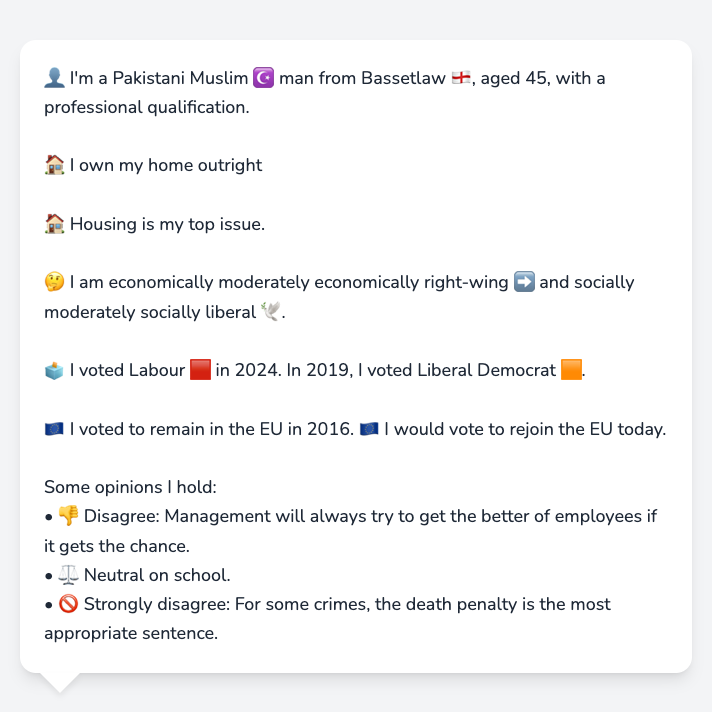 👤 I'm a Pakistani Muslim ☪️ man from Bassetlaw 🏴󠁧󠁢󠁥󠁮󠁧󠁿, aged 45, with a
professional qualification.
🏠 I own my home outright
🏠 Housing is my top issue.
🤔 I am economically moderately economically right-wing ➡️ and socially
moderately socially liberal 🕊️.
🗳️ I voted Labour 🟥 in 2024. In 2019, I voted Liberal Democrat 🟧.
🇪🇺 I voted to remain in the EU in 2016. 🇪🇺 I would vote to rejoin the EU today.
Some opinions I hold:
• 👎 Disagree: Management will always try to get the better of employees if
it gets the chance.
• ⚖️ Neutral on school.
• 🚫 Strongly disagree: For some crimes, the death penalty is the most
appropriate sentence.